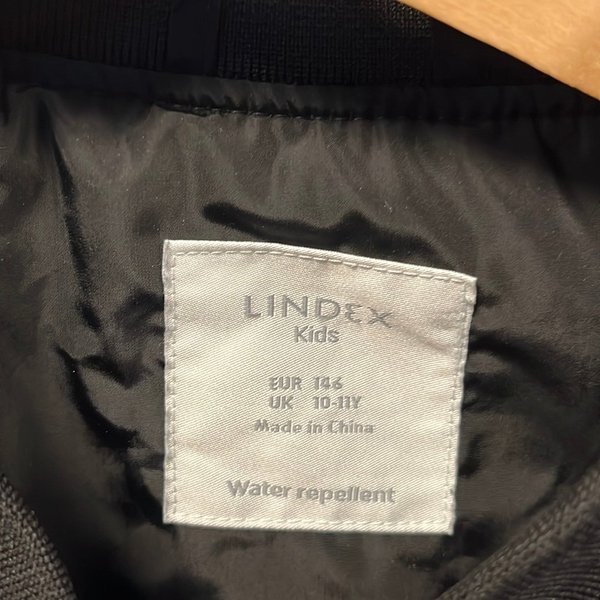 LINDEX
Kids
EUR 146
UK 10-11Y
Made in China
Water repellent